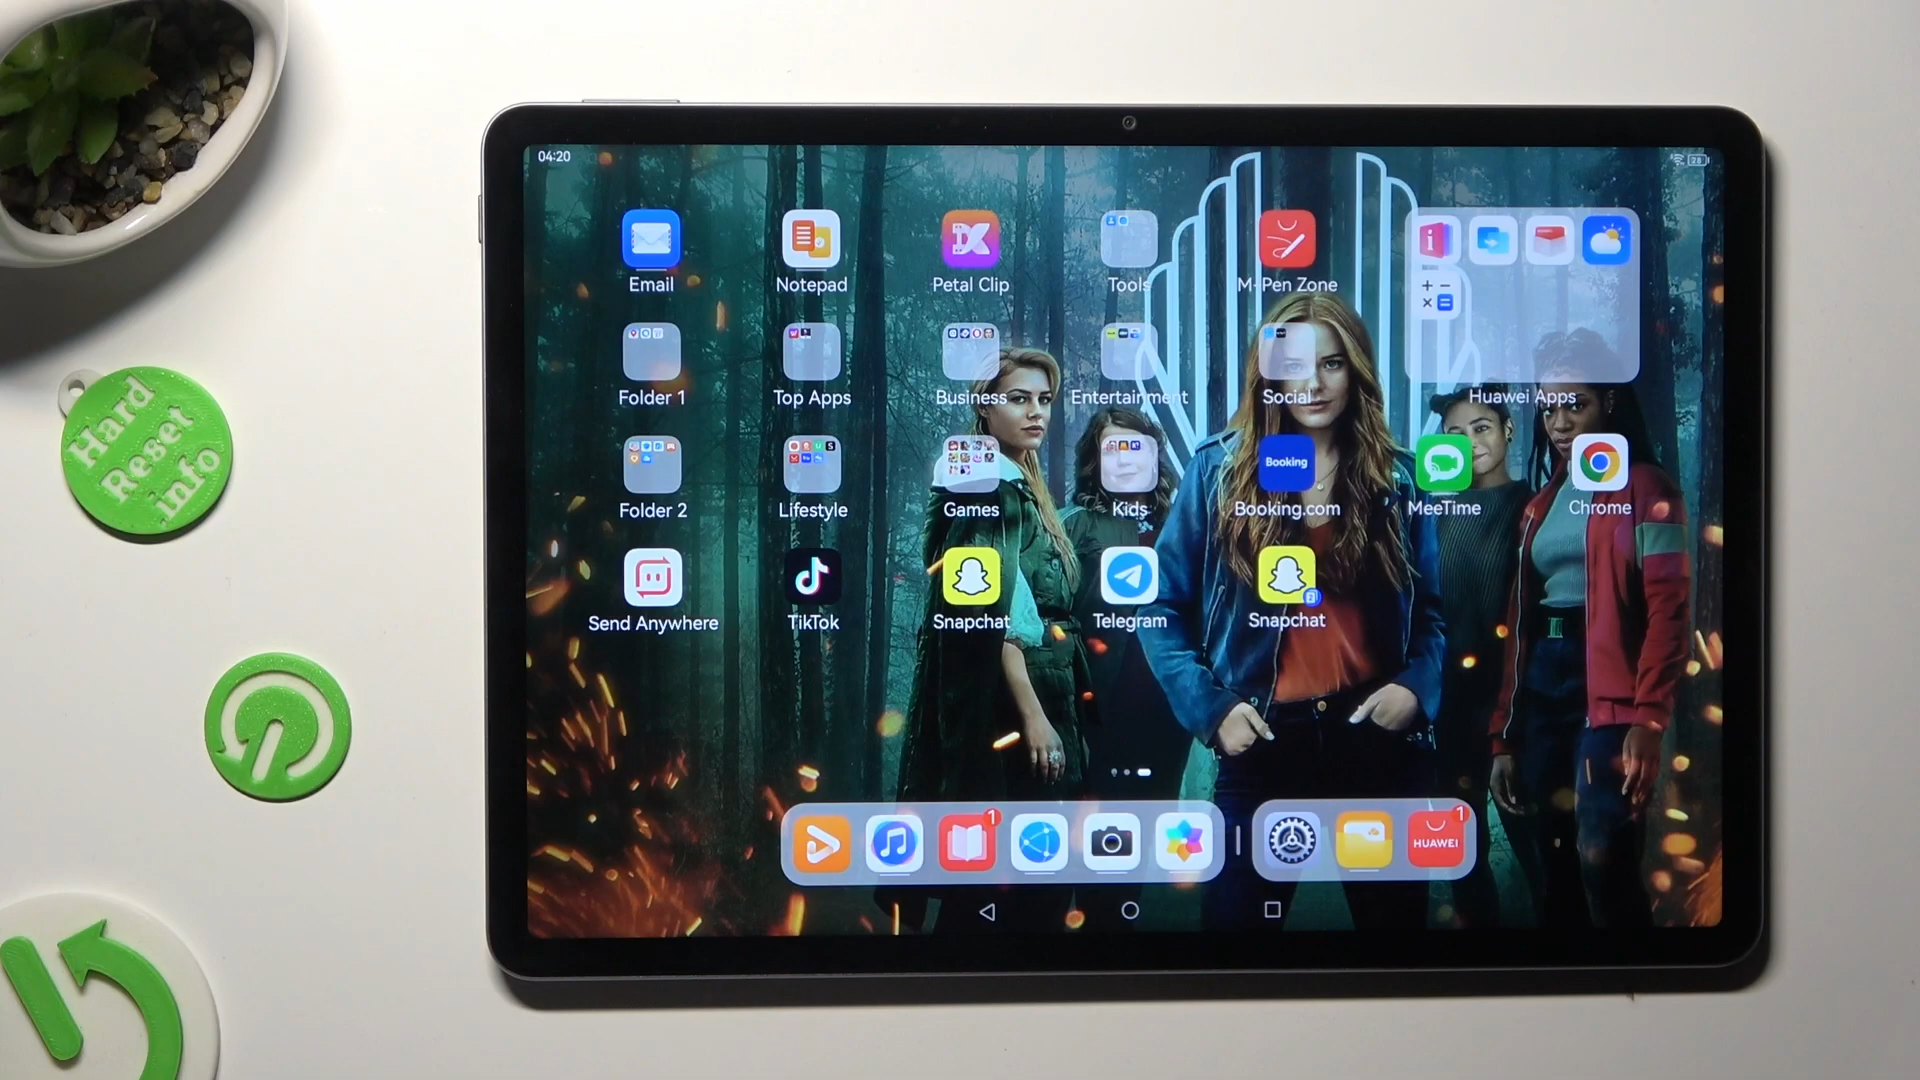 Hard
Reset
.info
04:20
28
Email
Notepad
Petal Clip
Tools
M-Pen Zone
Folder 1
Top Apps
Business
Entertainment
Social
Huawei Apps
Folder 2
Lifestyle
Games
Kids
Booking
Booking.com
MeeTime
Chrome
Send Anywhere
TikTok
Snapchat
Telegram
Snapchat
1
1
HUAWEI